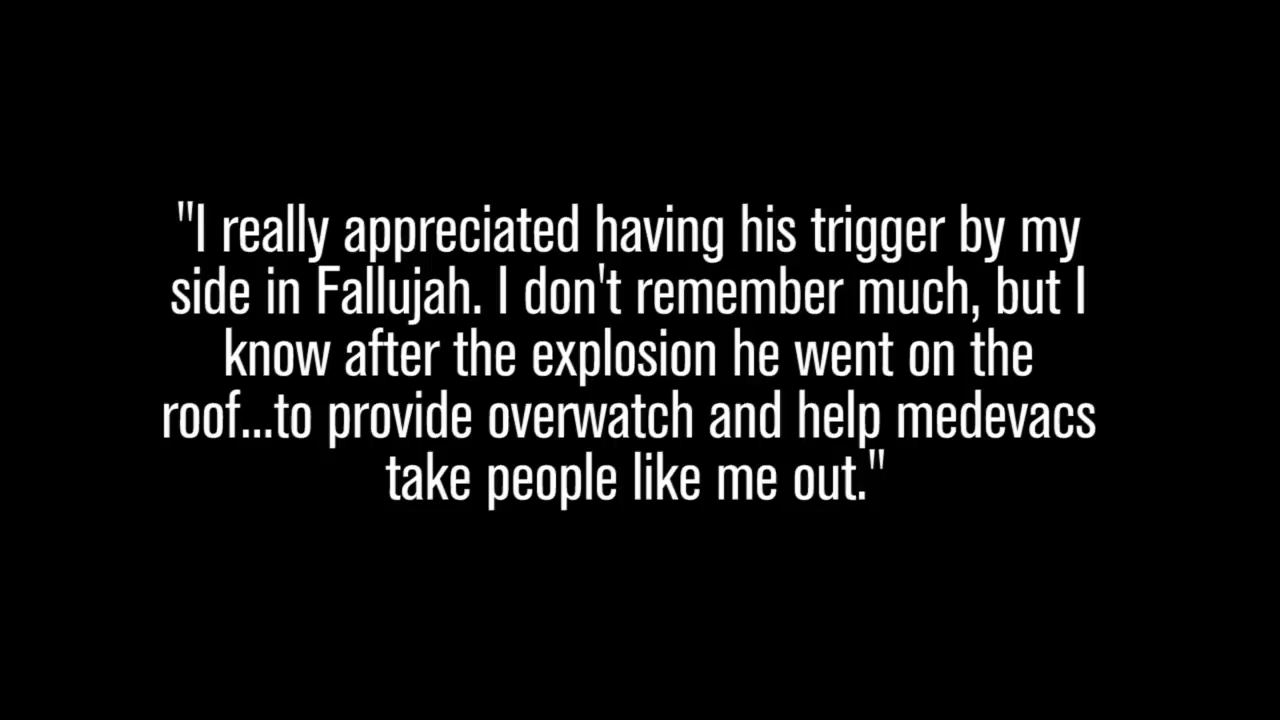 "I really appreciated having his trigger by my
side in Fallujah. I don't remember much, but I
know after the explosion he went on the
roof...to provide overwatch and help medevacs
take people like me out."